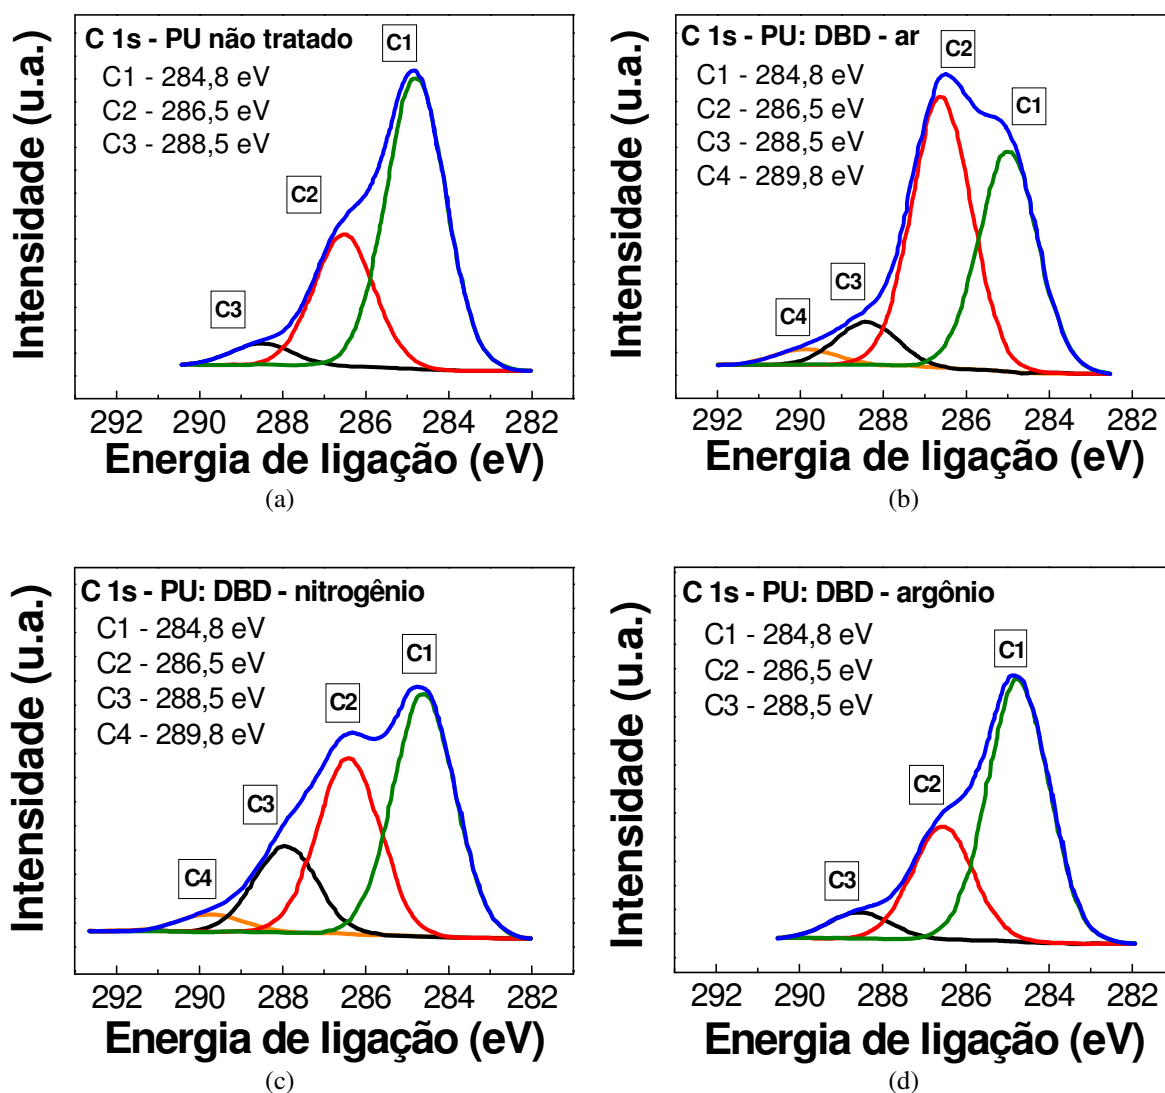 C 1s - PU não tratado
C1 - 284,8 eV
C2 - 286,5 eV
C3 - 288,5 eV
C1
C2
C3
Intensidade (u.a.)
292 290 288 286 284 282
Energia de ligação (eV)
(a)
C 1s - PU: DBD - ar
C1 - 284,8 eV
C2 - 286,5 eV
C3 - 288,5 eV
C4 - 289,8 eV
C2
C1
C3
C4
Intensidade (u.a.)
292 290 288 286 284 282
Energia de ligação (eV)
(b)
C 1s - PU: DBD - nitrogênio
C1 - 284,8 eV
C2 - 286,5 eV
C3 - 288,5 eV
C4 - 289,8 eV
C1
C2
C3
C4
Intensidade (u.a.)
292 290 288 286 284 282
Energia de ligação (eV)
(c)
C 1s - PU: DBD - argônio
C1 - 284,8 eV
C2 - 286,5 eV
C3 - 288,5 eV
C1
C2
C3
Intensidade (u.a.)
292 290 288 286 284 282
Energia de ligação (eV)
(d)